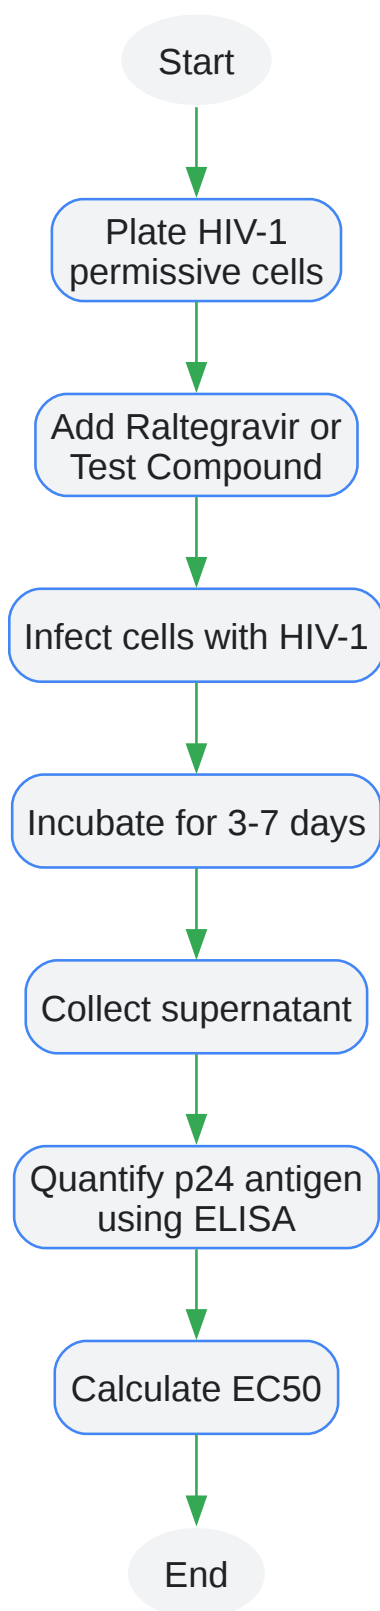 Start
Plate HIV-1
permissive cells
Add Raltegravir or
Test Compound
Infect cells with HIV-1
Incubate for 3-7 days
Collect supernatant
Quantify p24 antigen
using ELISA
Calculate EC50
End